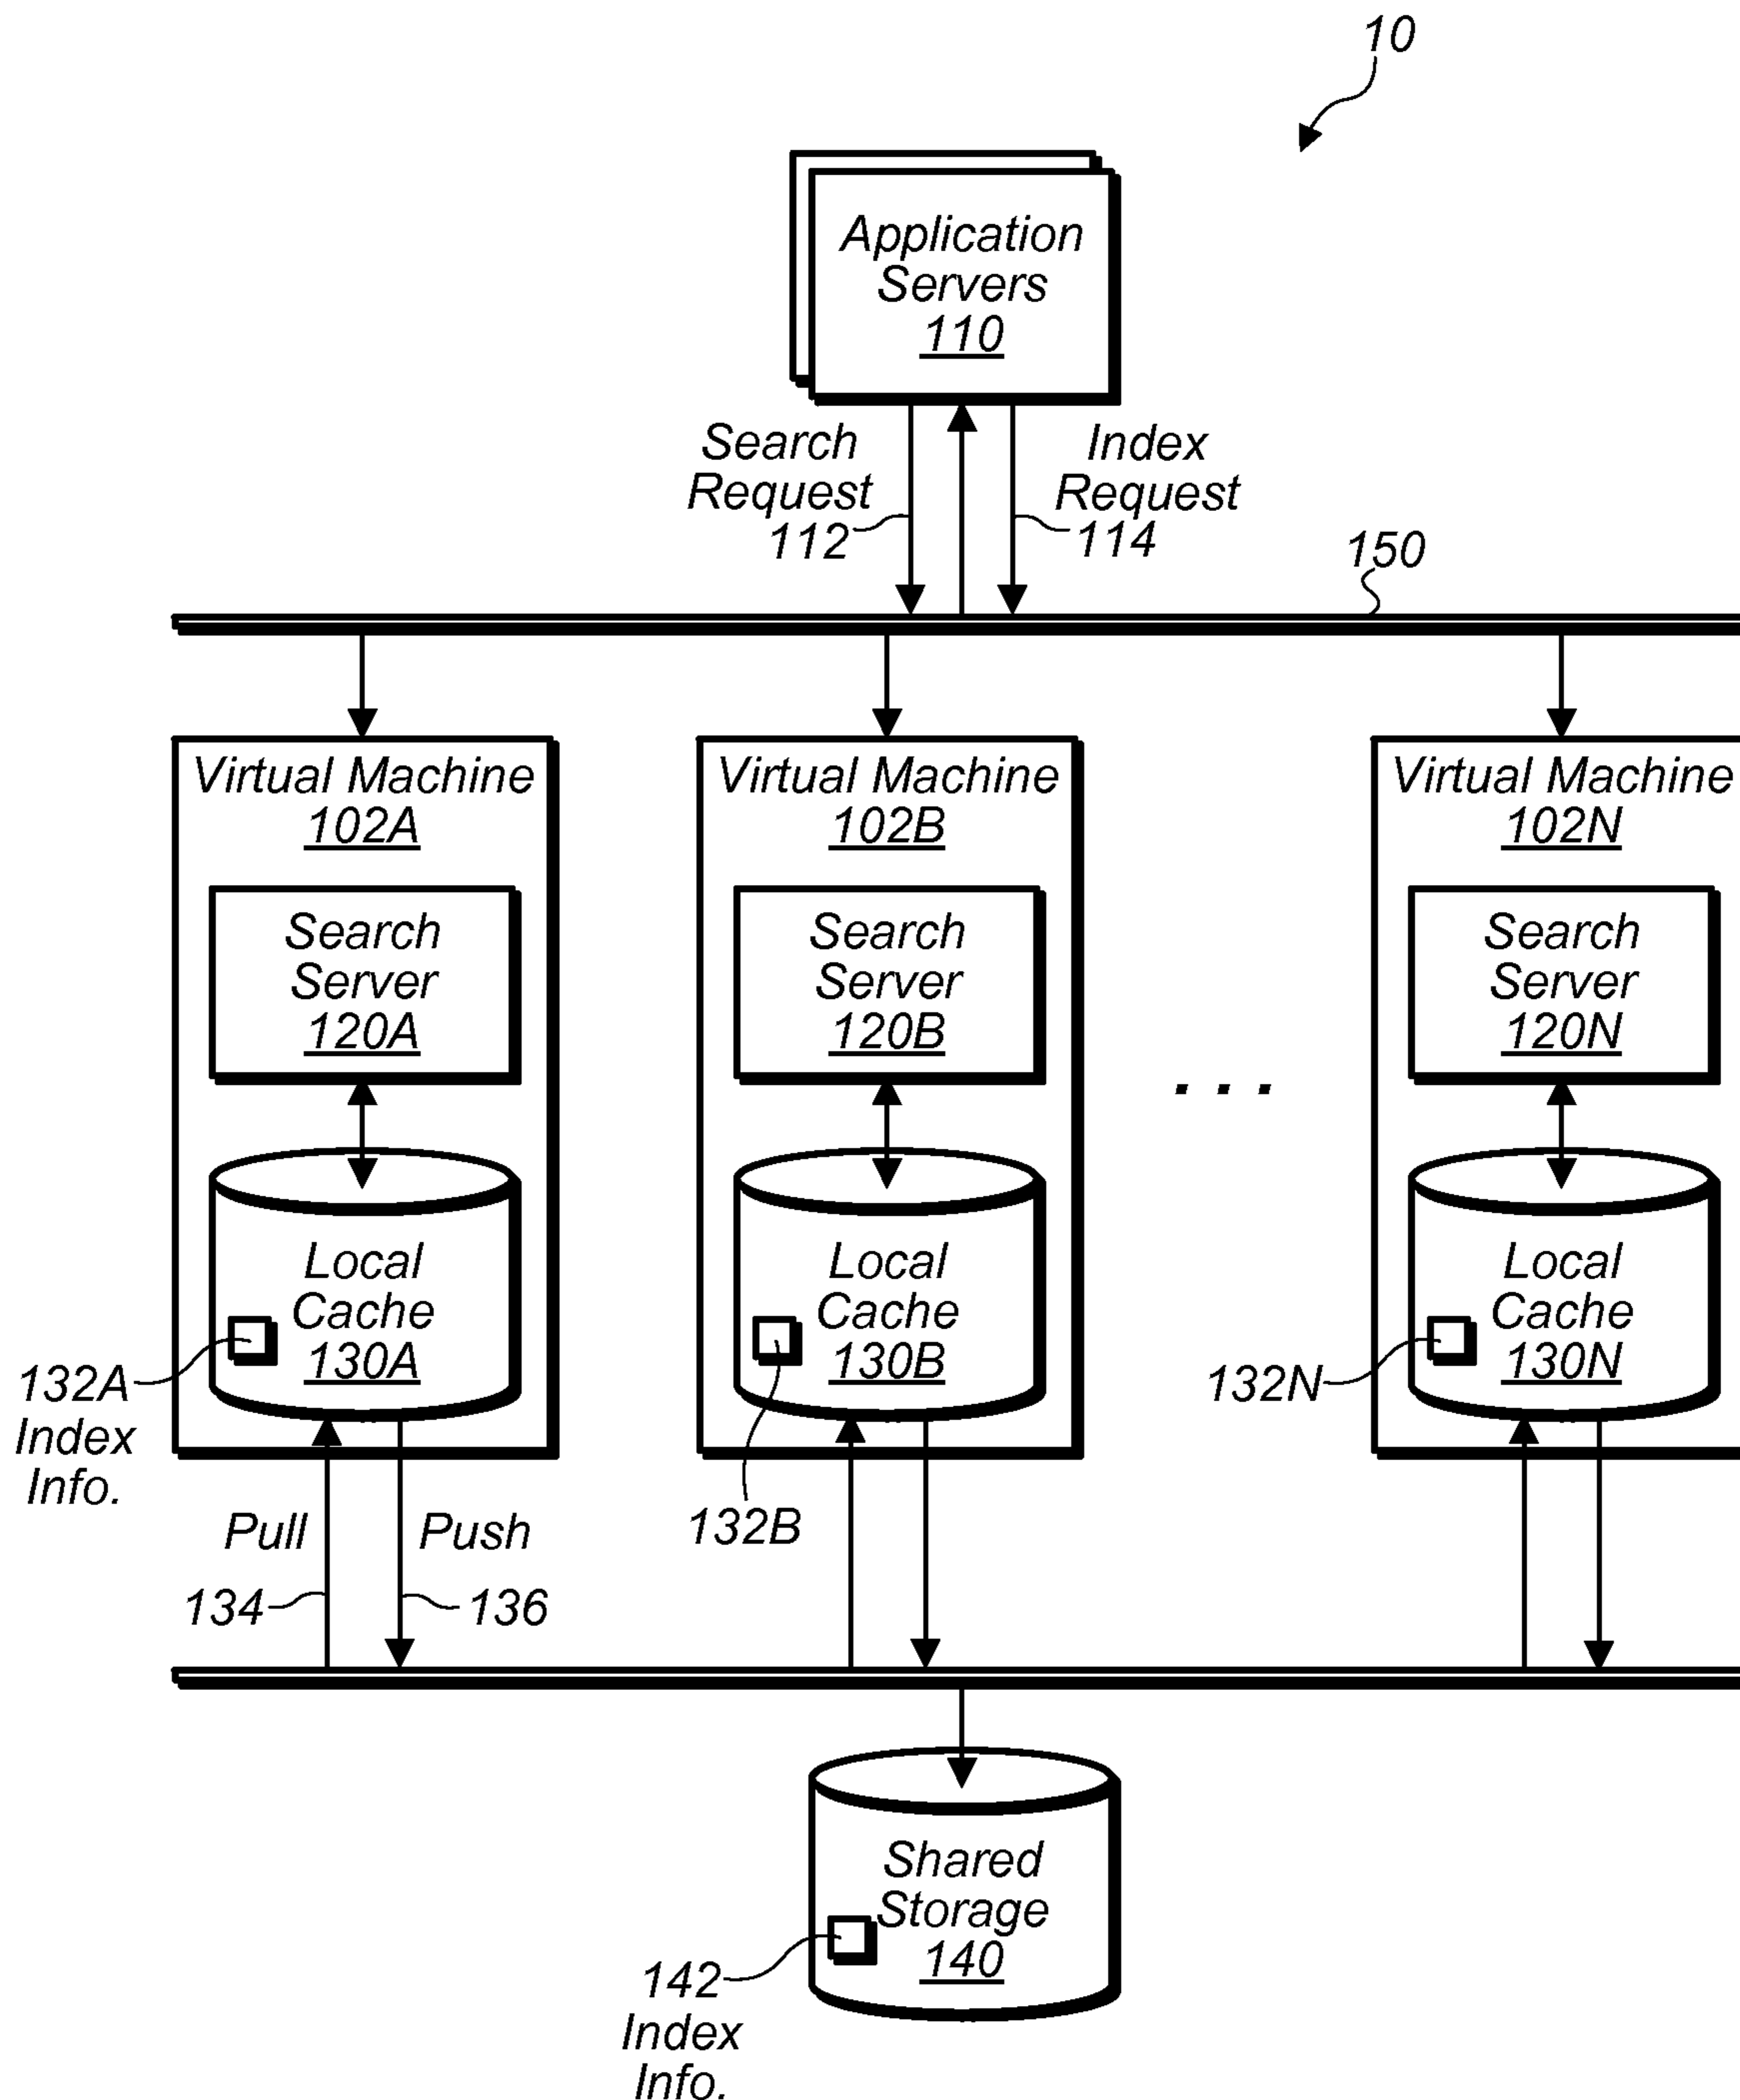 10
Application
Servers
110
Search
Request
112
Index
Request
114
150
Virtual Machine
102A
Virtual Machine
102B
Virtual Machine
102N
Search
Server
120A
Search
Server
120B
Search
Server
120N
. . .
Local
Cache
130A
Local
Cache
130B
Local
Cache
130N
132A
Index
Info.
132B
132N
Pull
134
Push
136
Shared
Storage
140
142
Index
Info.